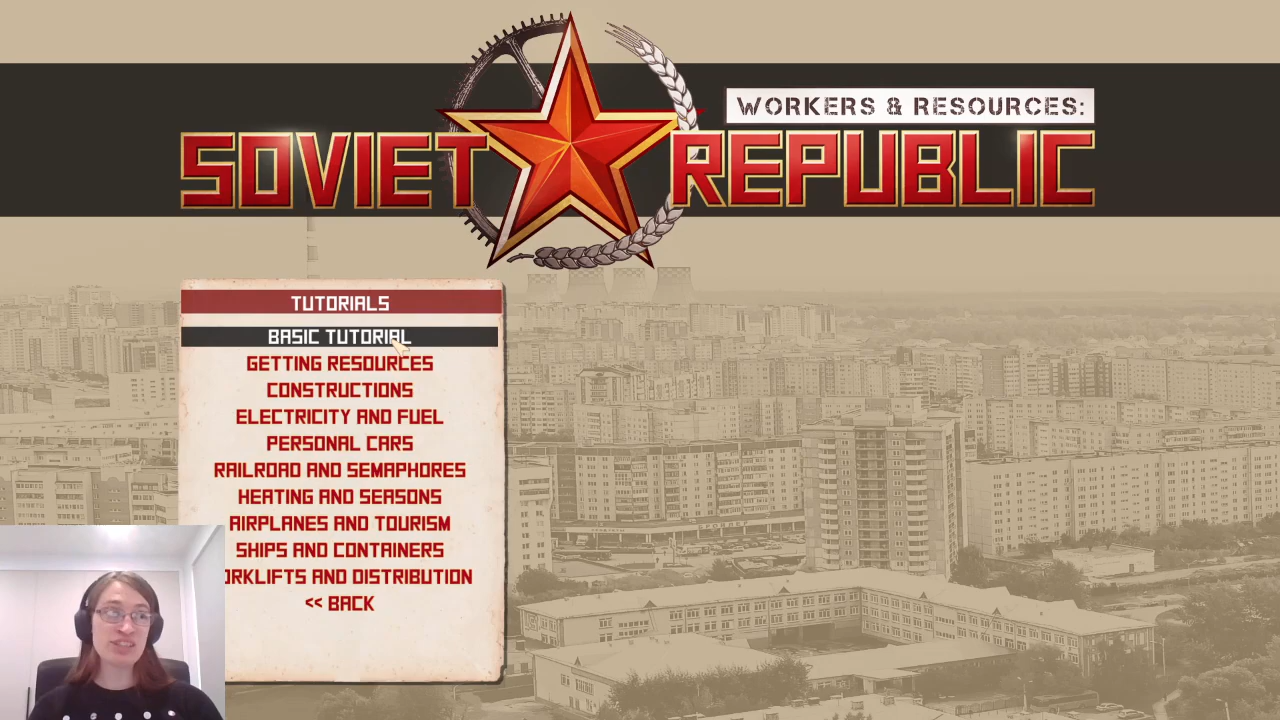 WORKERS & RESOURCES:
SOVIET REPUBLIC
TUTORIALS
BASIC TUTORIAL
GETTING RESOURCES
CONSTRUCTIONS
ELECTRICITY AND FUEL
PERSONAL CARS
RAILROAD AND SEMAPHORES
HEATING AND SEASONS
AIRPLANES AND TOURISM
SHIPS AND CONTAINERS
ORKLIFTS AND DISTRIBUTION
<< BACK